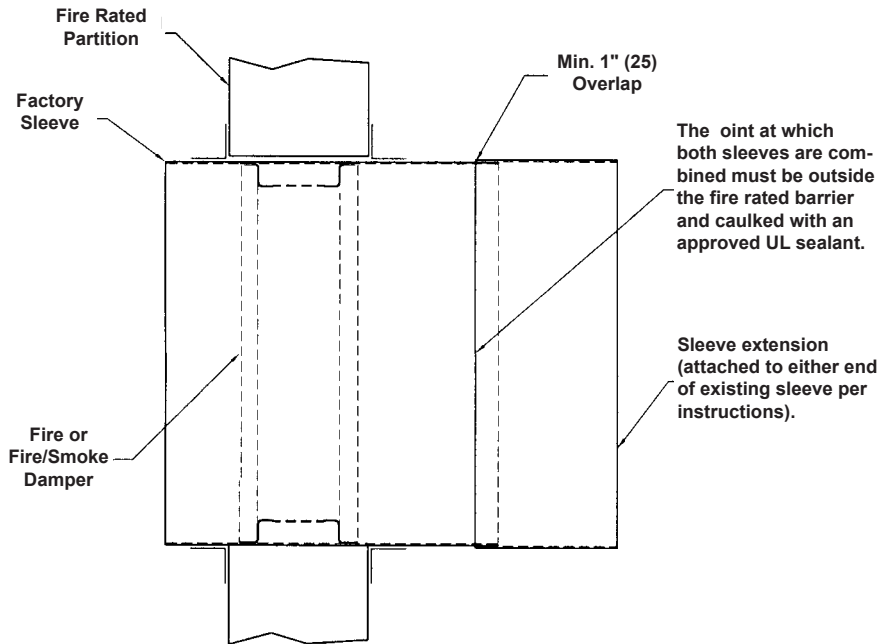 Fire Rated
Partition
Min. 1" (25)
Overlap
Factory
Sleeve
The oint at which
both sleeves are com-
bined must be outside
the fire rated barrier
and caulked with an
approved UL sealant.
Sleeve extension
(attached to either end
of existing sleeve per
instructions).
Fire or
Fire/Smoke
Damper